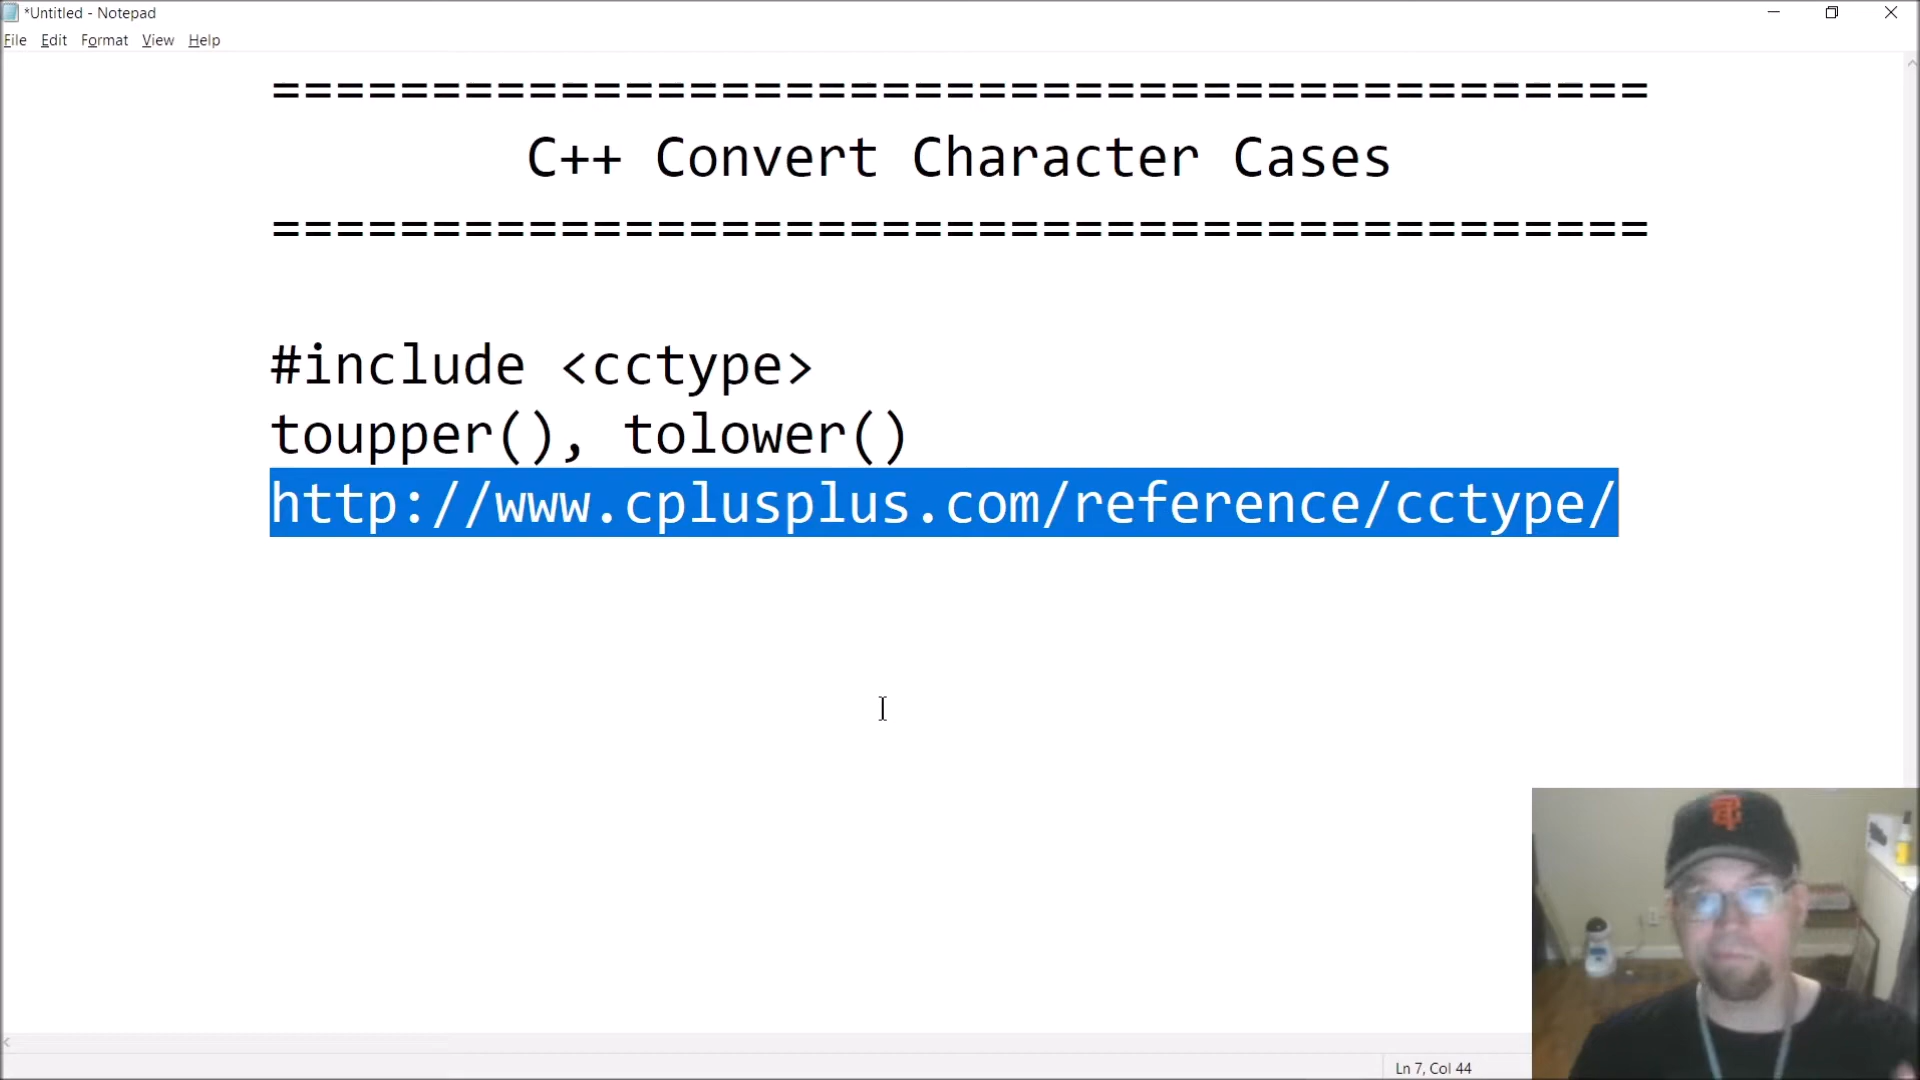 *Untitled - Notepad
File Edit Format View Help
===========================================
C++ Convert Character Cases
===========================================
#include <cctype>
toupper(), tolower()
http://www.cplusplus.com/reference/cctype/
Ln 7, Col 44